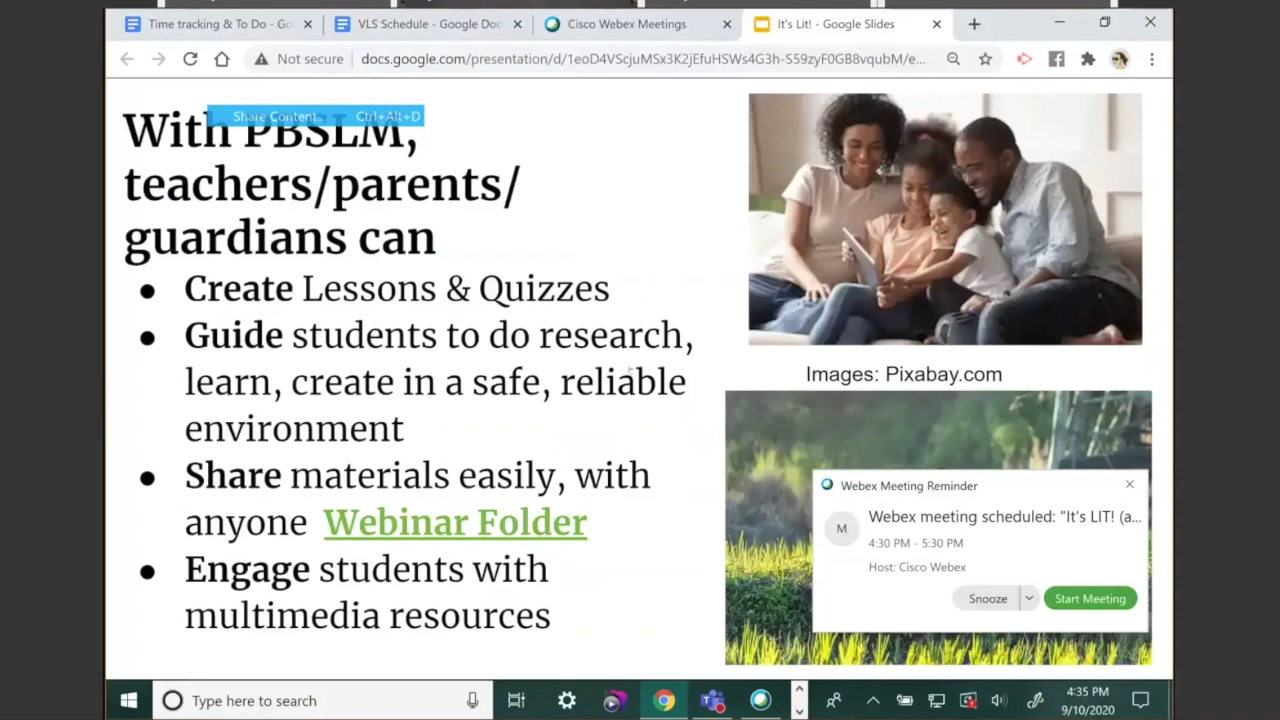 Time tracking & To Do - Go
VLS Schedule - Google Doc
Cisco Webex Meetings
It's Lit! - Google Slides
Not secure
docs.google.com/presentation/d/1eoD4VScjuMSx3K2jEfuHSWs4G3h-S59zyF0GB8vqubM/e...
Share Content... Ctrl+Alt+D
With PBSLM,
teachers/parents/
guardians can
● Create Lessons & Quizzes
● Guide students to do research,
learn, create in a safe, reliable
environment
● Share materials easily, with
anyone Webinar Folder
● Engage students with
multimedia resources
Images: Pixabay.com
Webex Meeting Reminder
M
Webex meeting scheduled: "It's LIT! (a...
4:30 PM - 5:30 PM
Host: Cisco Webex
Snooze
Start Meeting
Type here to search
4:35 PM
9/10/2020